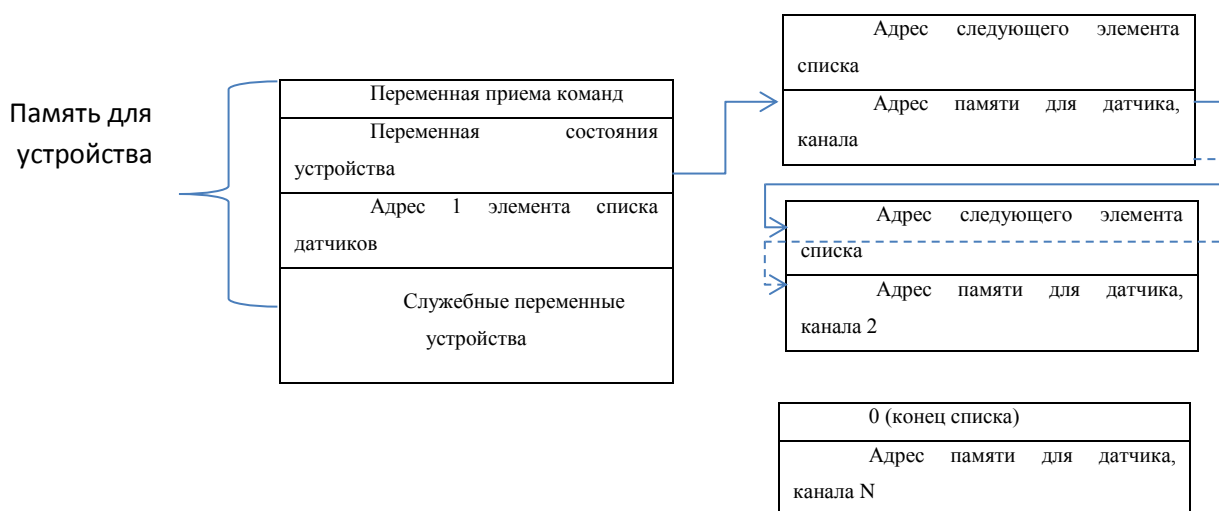 Память для
устройства
Переменная приема команд
Переменная состояния
устройства
Адрес 1 элемента списка
датчиков
Служебные переменные
устройства
Адрес следующего элемента
списка
Адрес памяти для датчика,
канала
Адрес следующего элемента
списка
Адрес памяти для датчика,
канала 2
0 (конец списка)
Адрес памяти для датчика,
канала N